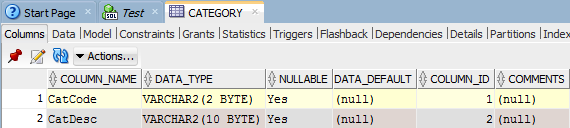 Start Page Test CATEGORY
Columns Data Model Constraints Grants Statistics Triggers Flashback Dependencies Details Partitions Index
Actions...
COLUMN_NAME DATA_TYPE NULLABLE DATA_DEFAULT COLUMN_ID COMMENTS
1 CatCode VARCHAR2(2 BYTE) Yes (null) 1 (null)
2 CatDesc VARCHAR2(10 BYTE) Yes (null) 2 (null)